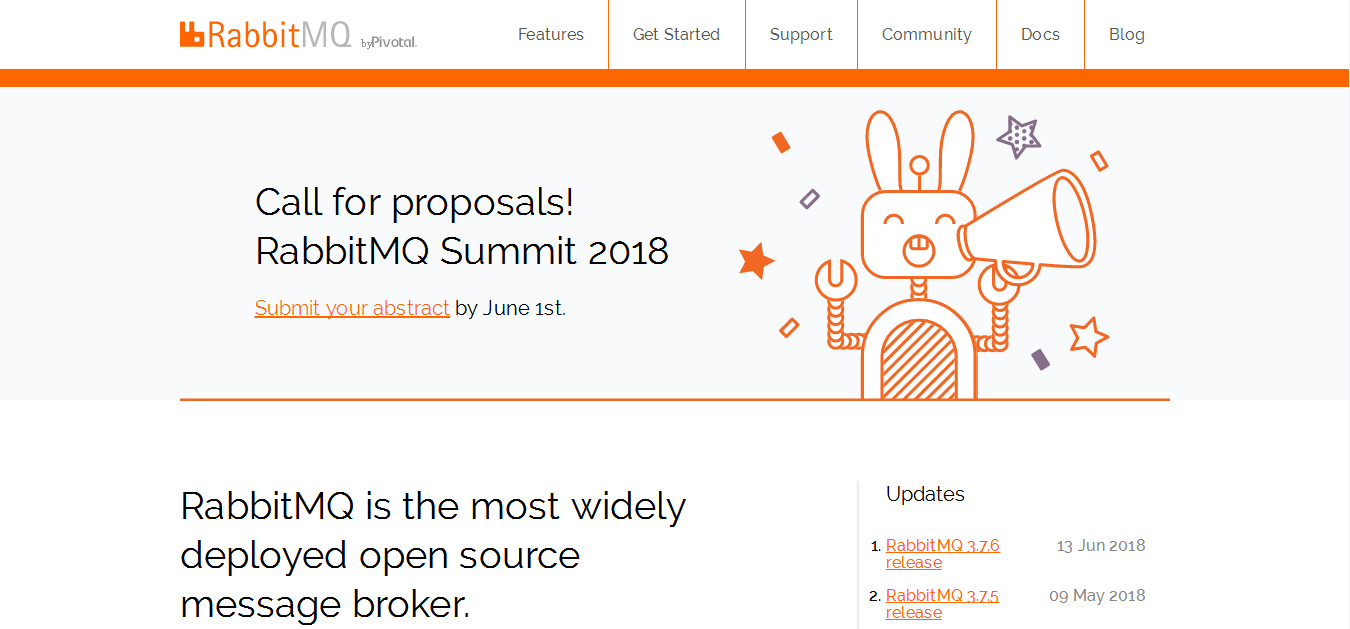 RabbitMQ by Pivotal.
Features
Get Started
Support
Community
Docs
Blog
Call for proposals!
RabbitMQ Summit 2018
Submit your abstract by June 1st.
RabbitMQ is the most widely
deployed open source
message broker.
Updates
1. RabbitMQ 3.7.6 13 Jun 2018
release
2. RabbitMQ 3.7.5 09 May 2018
release